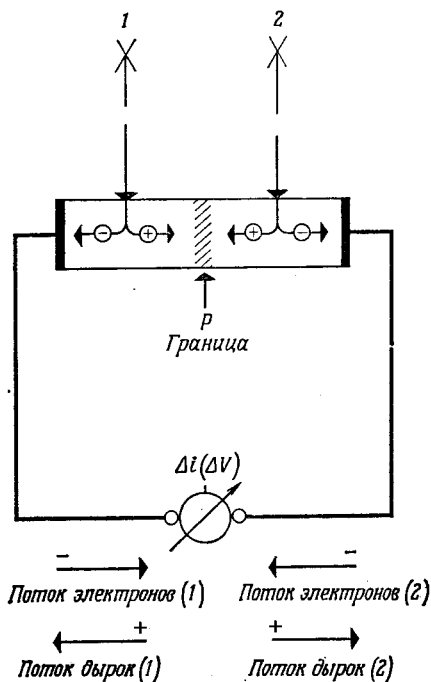 1 2
− + + −
p
Граница
Δi(ΔV)
− −
Поток электронов (1) Поток электронов (2)
+ +
Поток дырок (1) Поток дырок (2)